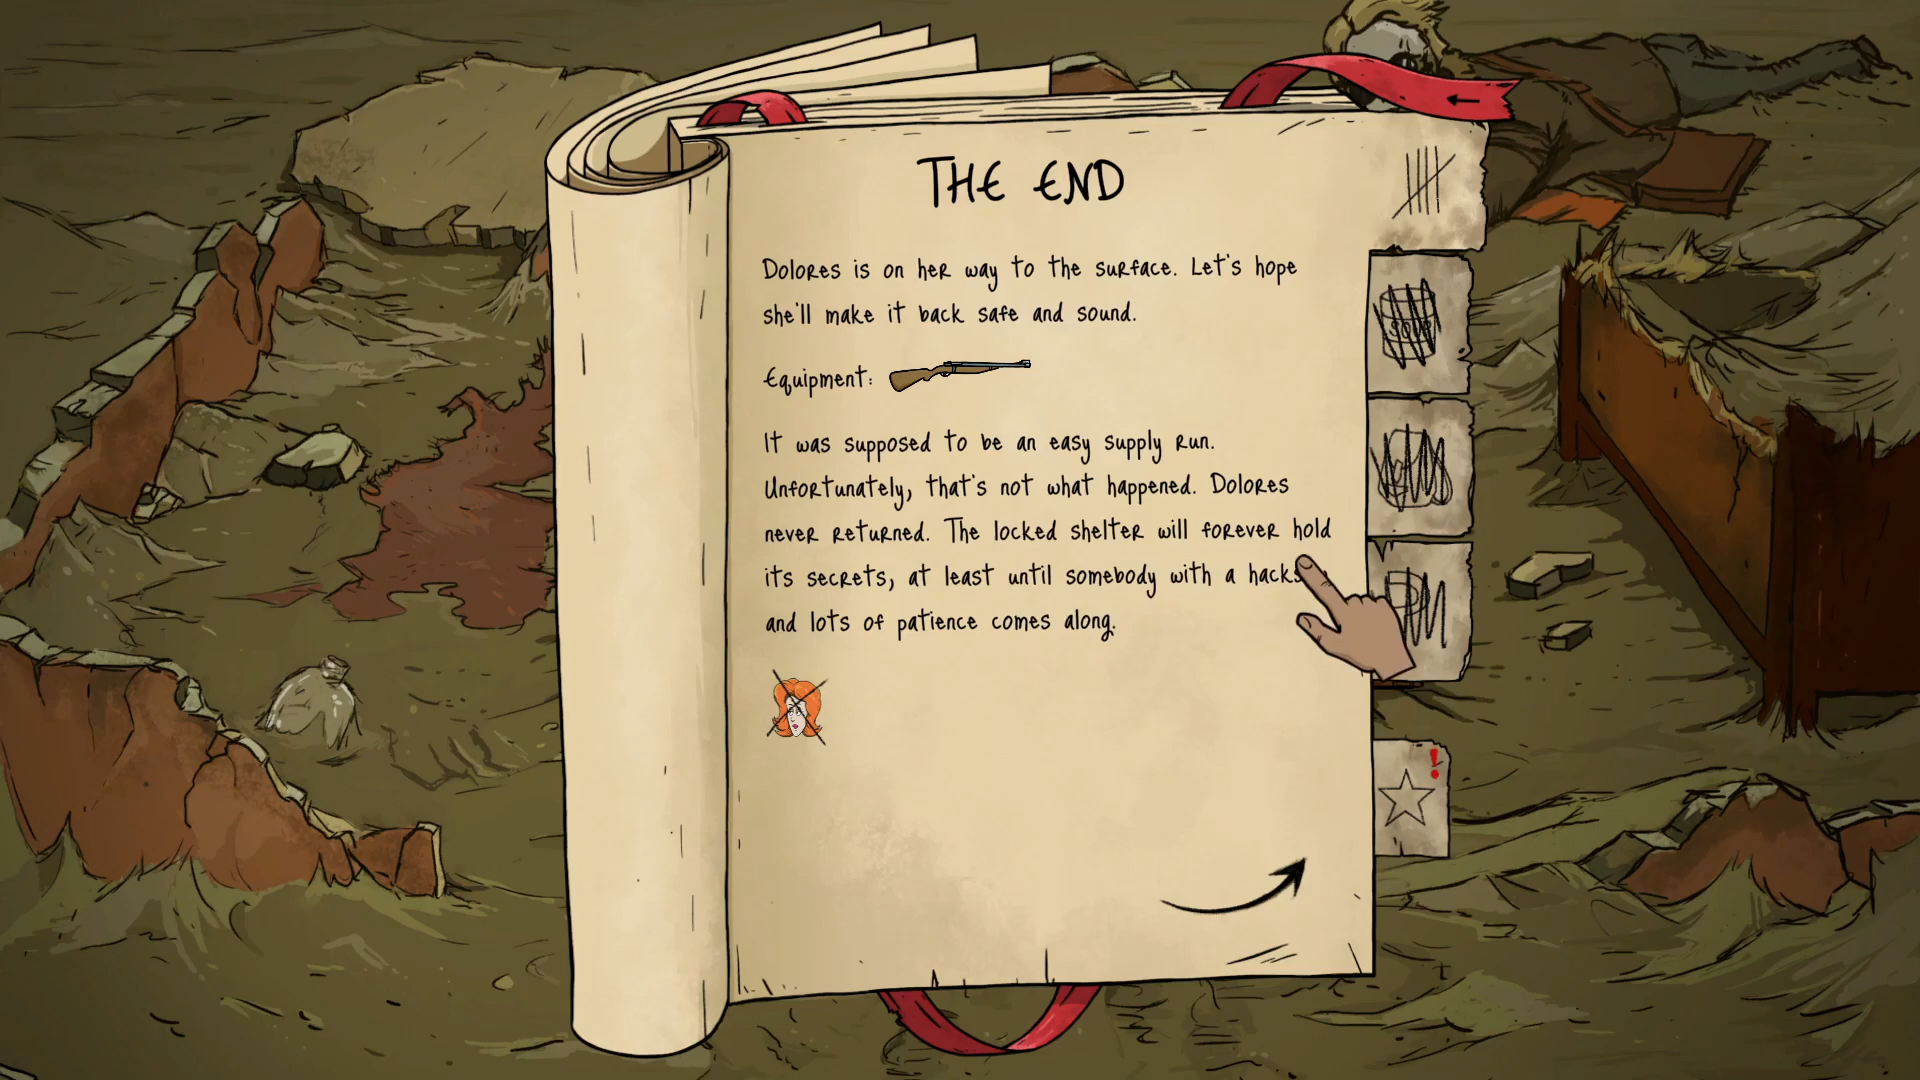 THE END
Dolores is on her way to the surface. Let's hope
she'll make it back safe and sound.
Equipment:
It was supposed to be an easy supply run.
Unfortunately, that's not what happened. Dolores
never returned. The locked shelter will forever hold
its secrets, at least until somebody with a
and lots of patience comes along.